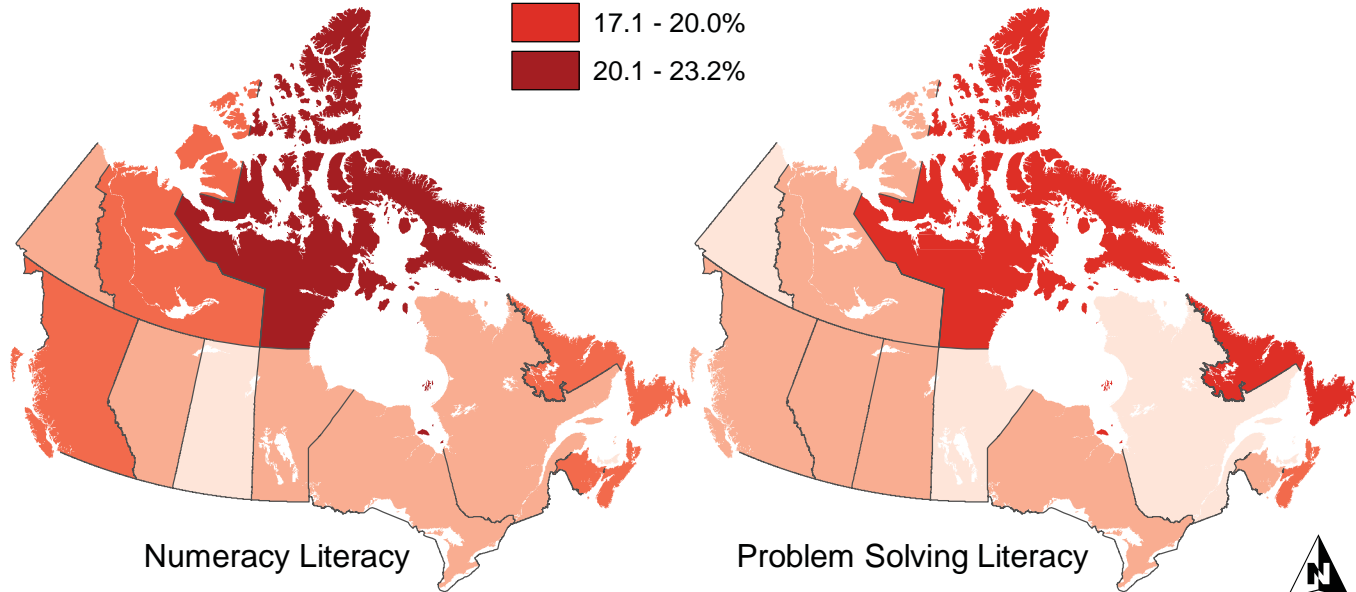 17.1 - 20.0%
20.1 - 23.2%
Numeracy Literacy
Problem Solving Literacy
N